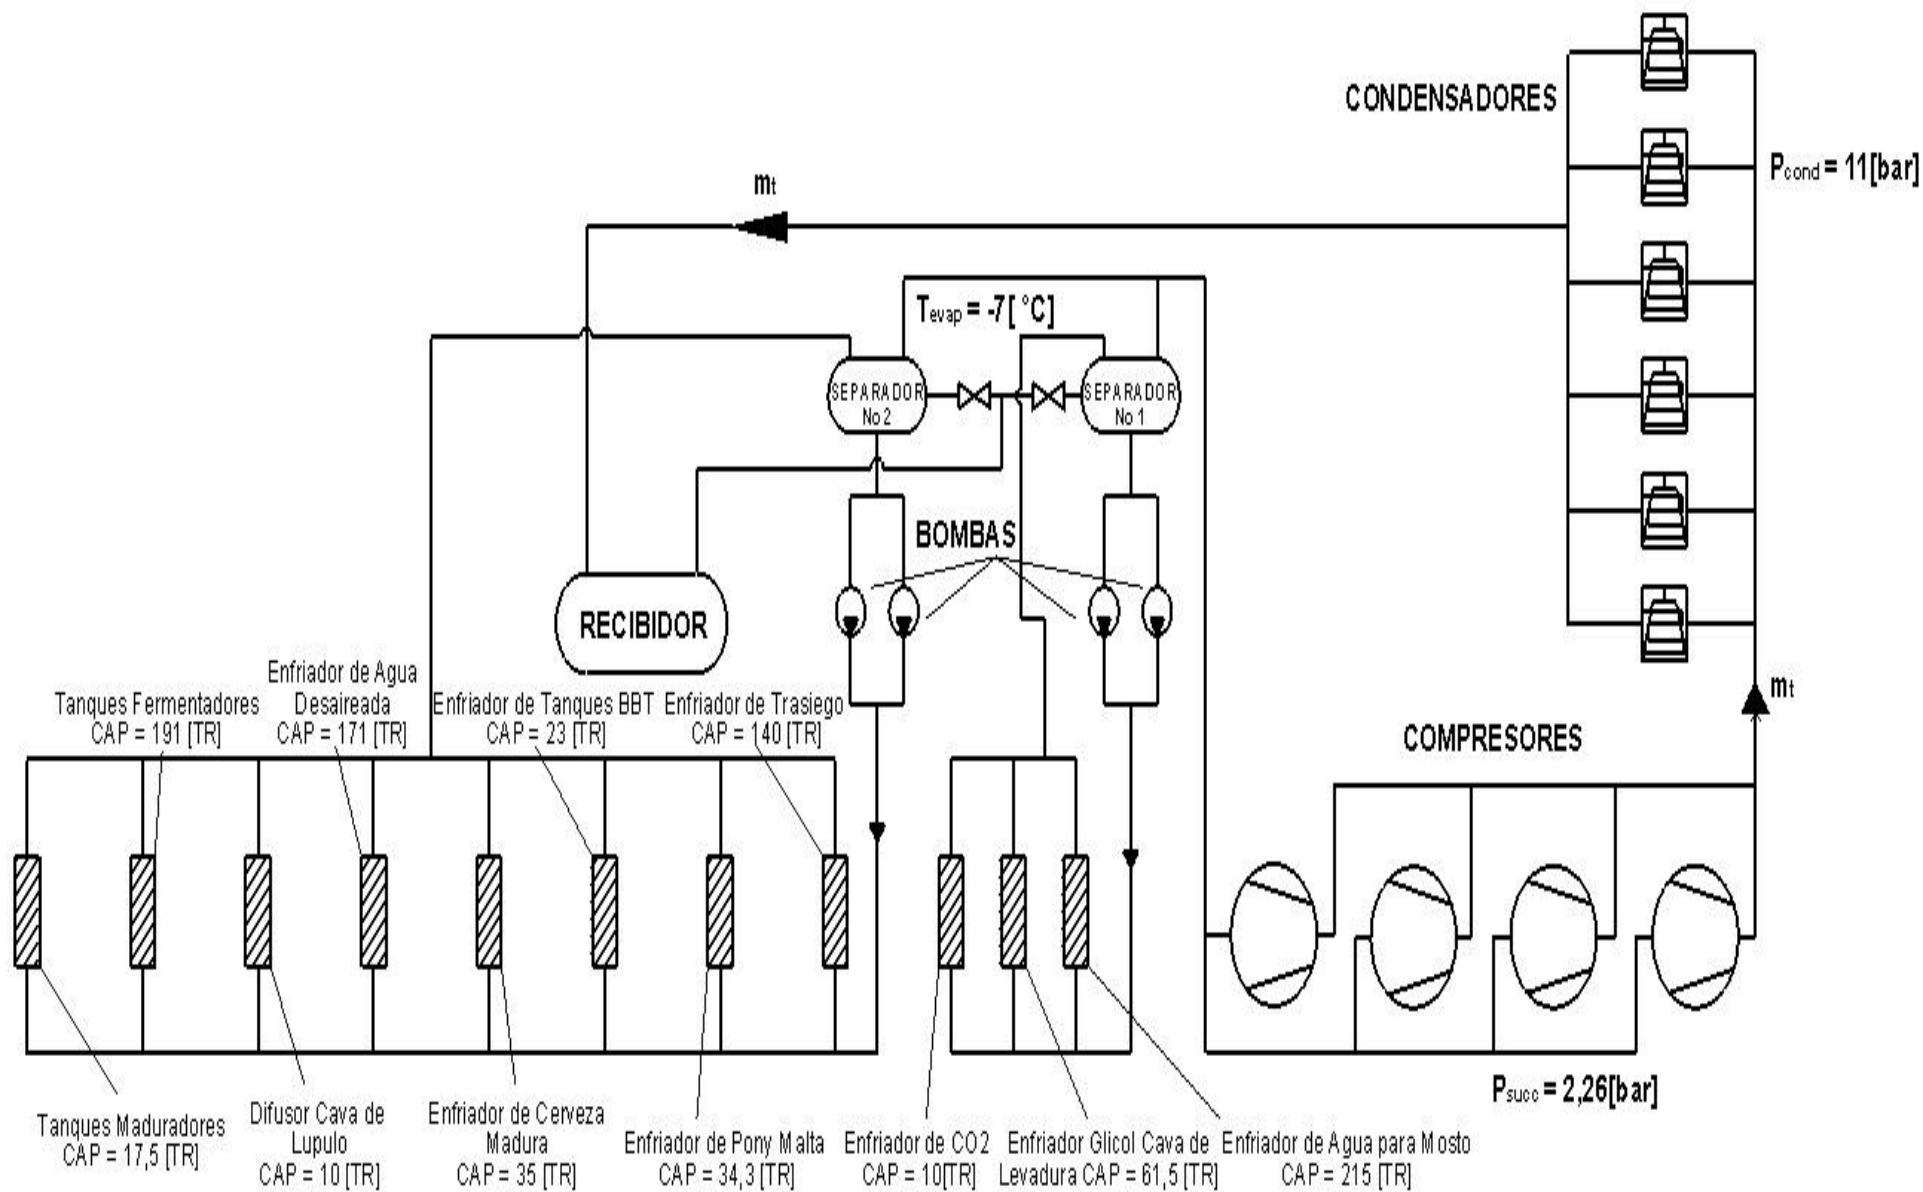 CONDENSADORES
Pcond = 11[bar]
mt
Tevap = -7[ °C]
SEPARADOR
No 2
SEPARADOR
No 1
BOMBAS
RECIBIDOR
mt
COMPRESORES
Tanques Fermentadores
CAP = 191 [TR]
Enfriador de Agua
Desaireada
CAP = 171 [TR]
Enfriador de Tanques BBT
CAP = 23 [TR]
Enfriador de Trasiego
CAP = 140 [TR]
Psucc = 2,26[bar]
Tanques Maduradores
CAP = 17,5 [TR]
Difusor Cava de
Lupulo
CAP = 10 [TR]
Enfriador de Cerveza
Madura
CAP = 35 [TR]
Enfriador de Pony Malta
CAP = 34,3 [TR]
Enfriador de CO2
CAP = 10[TR]
Enfriador Glicol Cava de
Levadura CAP = 61,5 [TR]
Enfriador de Agua para Mosto
CAP = 215 [TR]